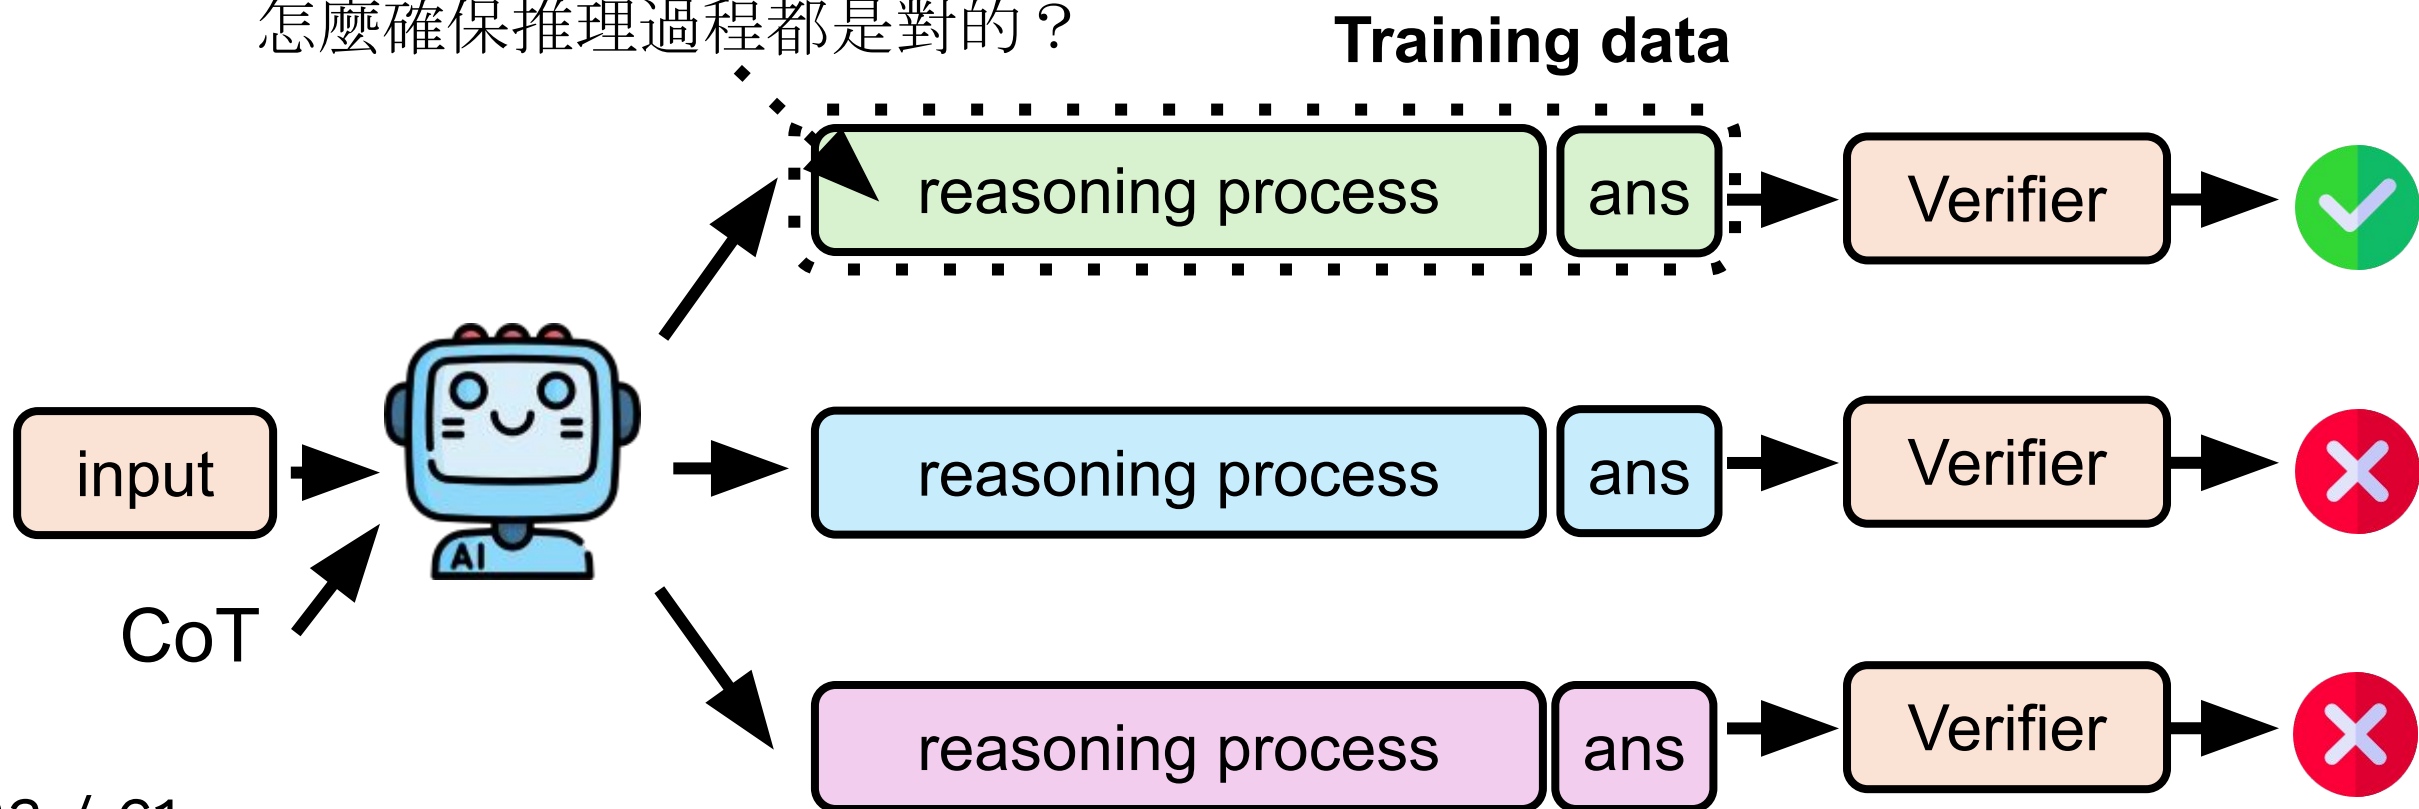 怎麼確保推理過程都是對的？
Training data
reasoning process ans Verifier
input
AI
reasoning process ans Verifier
CoT
reasoning process ans Verifier